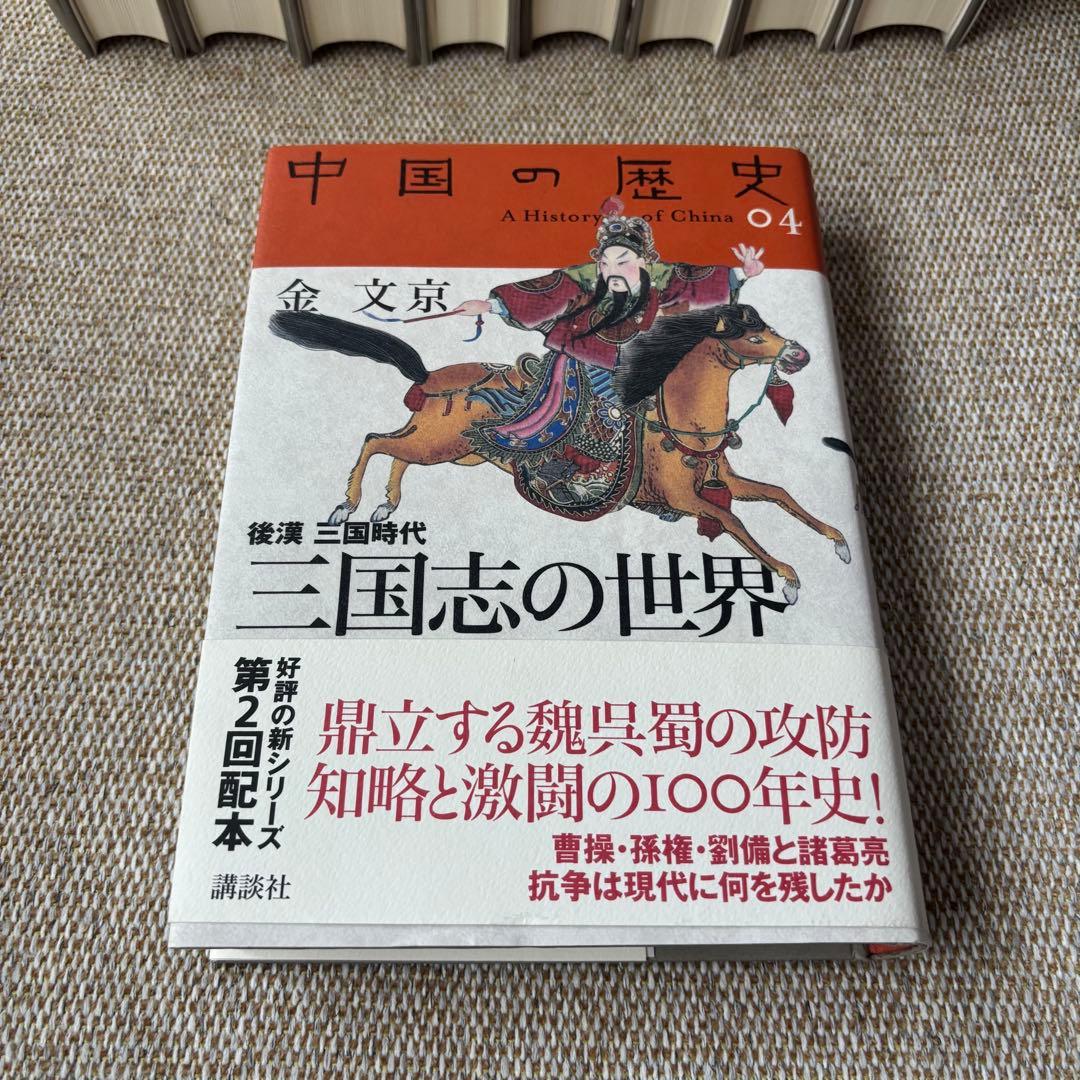 中国の歴史
A History of China 04
金 文京
後漢 三国時代
三国志の世界
好評の新シリーズ
第2回配本
鼎立する魏呉蜀の攻防
知略と激闘の100年史!
曹操・孫権・劉備と諸葛亮
抗争は現代に何を残したか
講談社